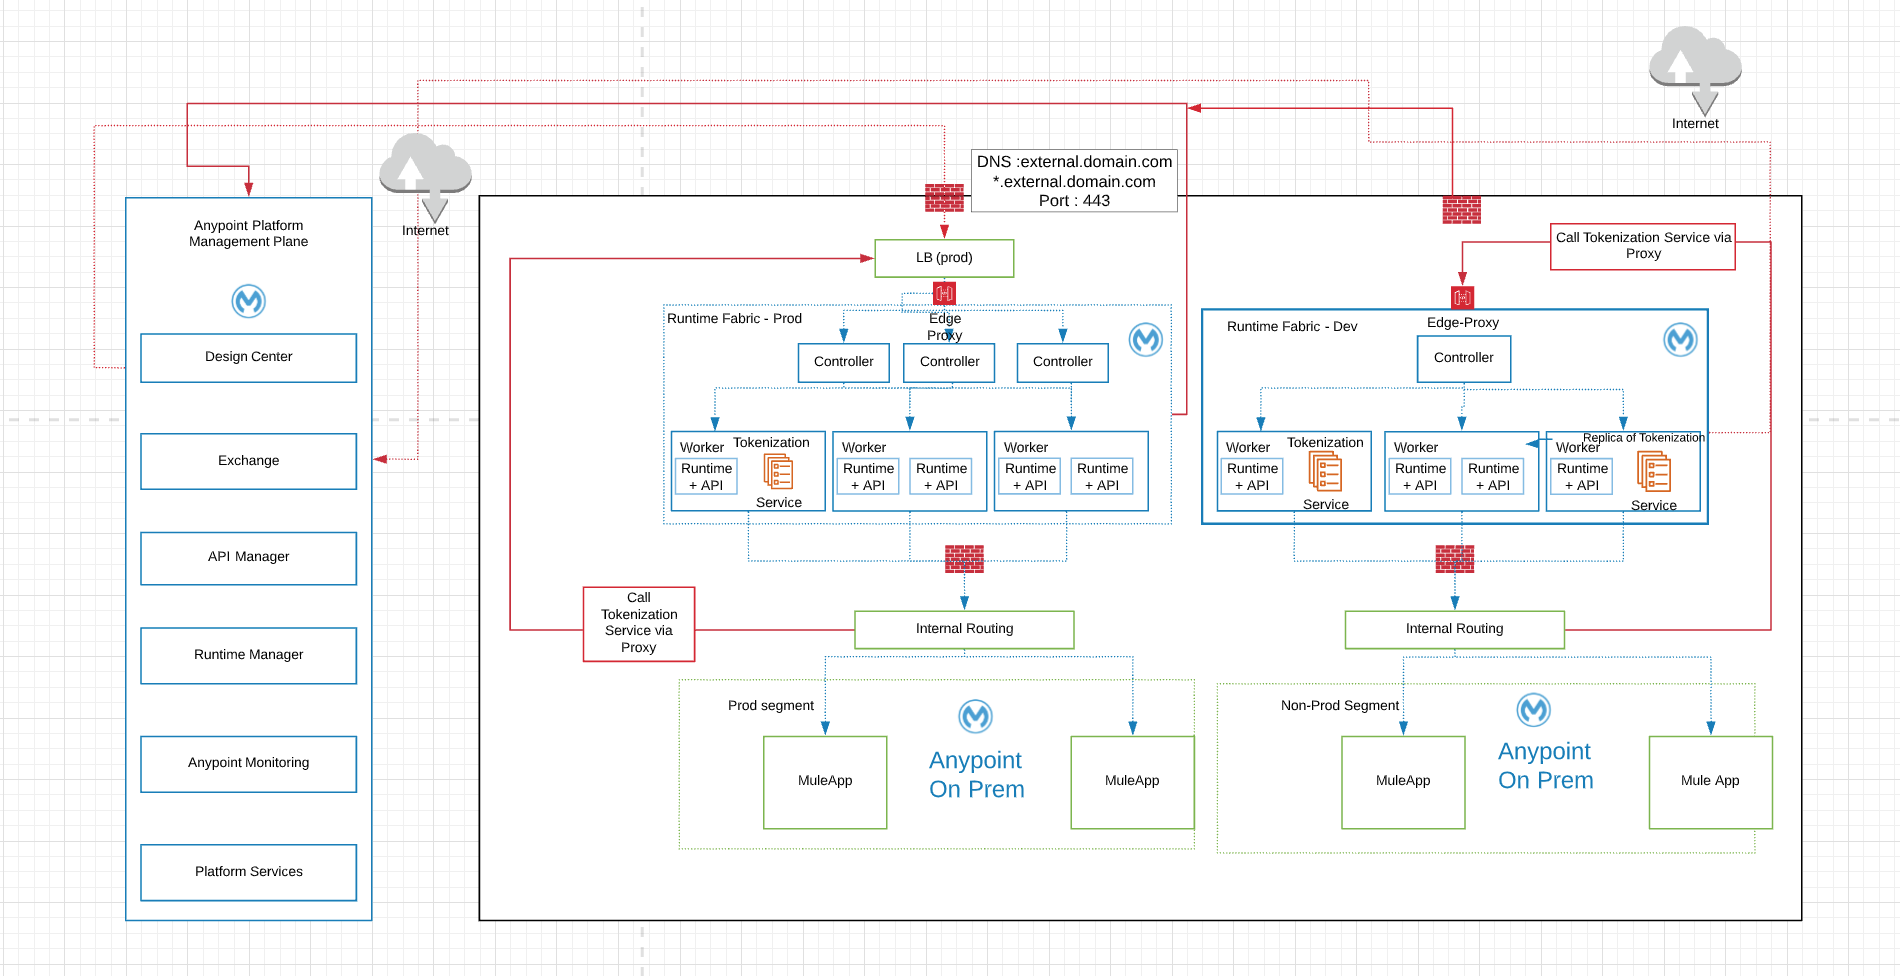 Internet
Internet
DNS :external.domain.com
*.external.domain.com
Port : 443
Anypoint Platform
Management Plane
Design Center
Exchange
API Manager
Runtime Manager
Anypoint Monitoring
Platform Services
LB (prod)
Call Tokenization Service via
Proxy
Runtime Fabric - Prod
Edge
Proxy
Controller
Controller
Controller
Worker
Tokenization
Runtime
+ API
Service
Worker
Runtime
+ API
Runtime
+ API
Worker
Runtime
+ API
Runtime
+ API
Runtime Fabric - Dev
Edge-Proxy
Controller
Worker
Tokenization
Runtime
+ API
Service
Worker
Runtime
+ API
Runtime
+ API
Replica of Tokenization
Worker
Runtime
+ API
Service
Call
Tokenization
Service via
Proxy
Internal Routing
Internal Routing
Prod segment
MuleApp
Anypoint
On Prem
MuleApp
Non-Prod Segment
MuleApp
Anypoint
On Prem
Mule App